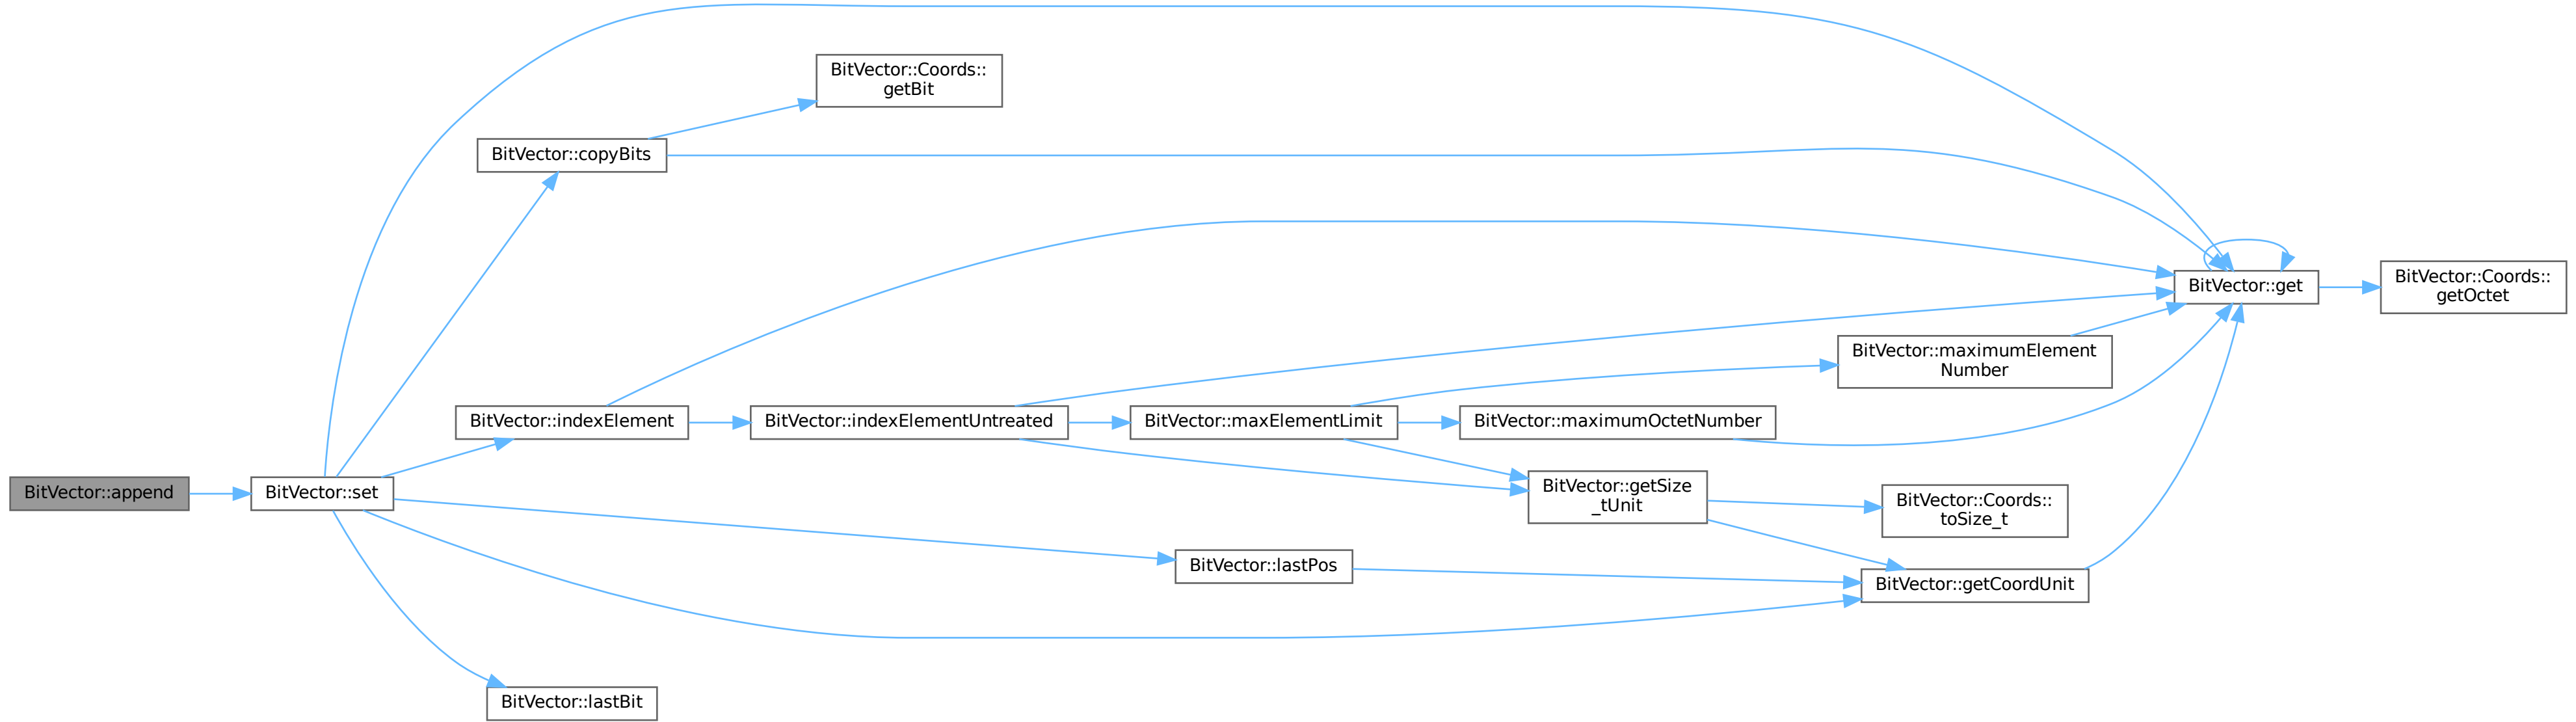 BitVector::append
BitVector::set
BitVector::copyBits
BitVector::Coords::
getBit
BitVector::indexElement
BitVector::indexElementUntreated
BitVector::maxElementLimit
BitVector::maximumOctetNumber
BitVector::maximumElement
Number
BitVector::get
BitVector::Coords::
getOctet
BitVector::getSize
_tUnit
BitVector::Coords::
toSize_t
BitVector::lastPos
BitVector::getCoordUnit
BitVector::lastBit